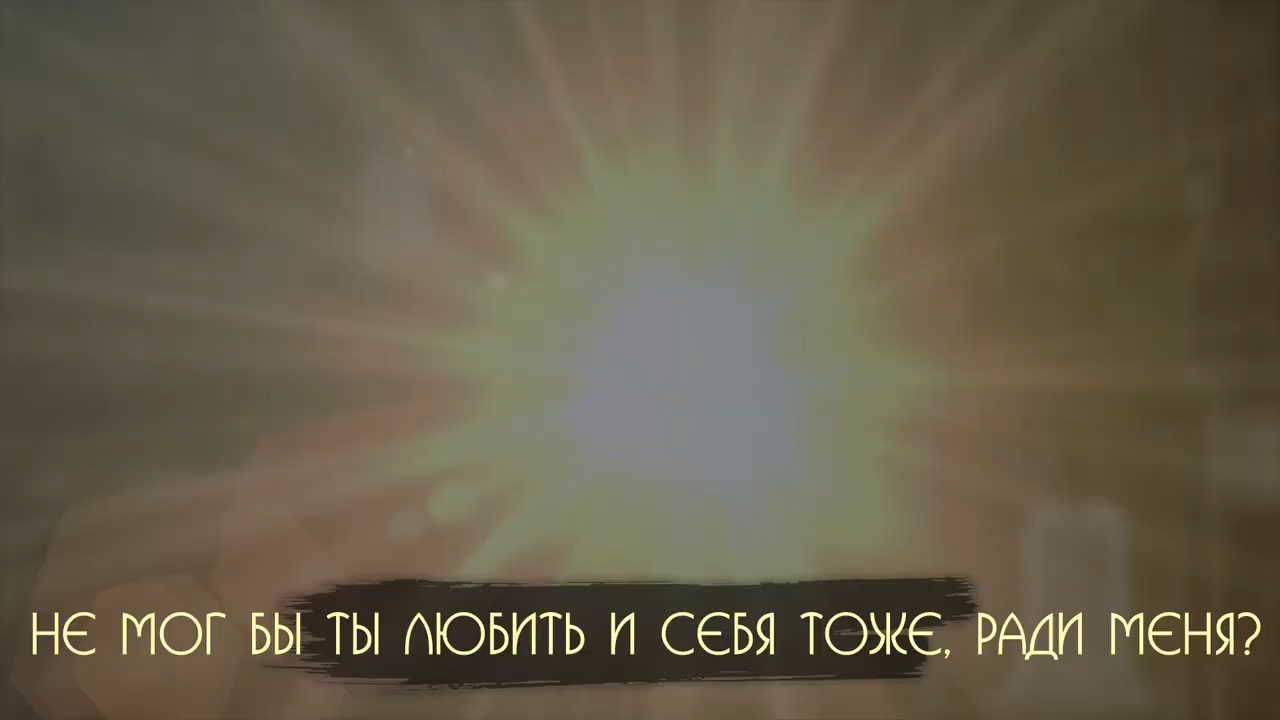 НЕ МОГ БЫ ТЫ ЛЮБИТЬ И СЕБЯ ТОЖЕ, РАДИ МЕНЯ?